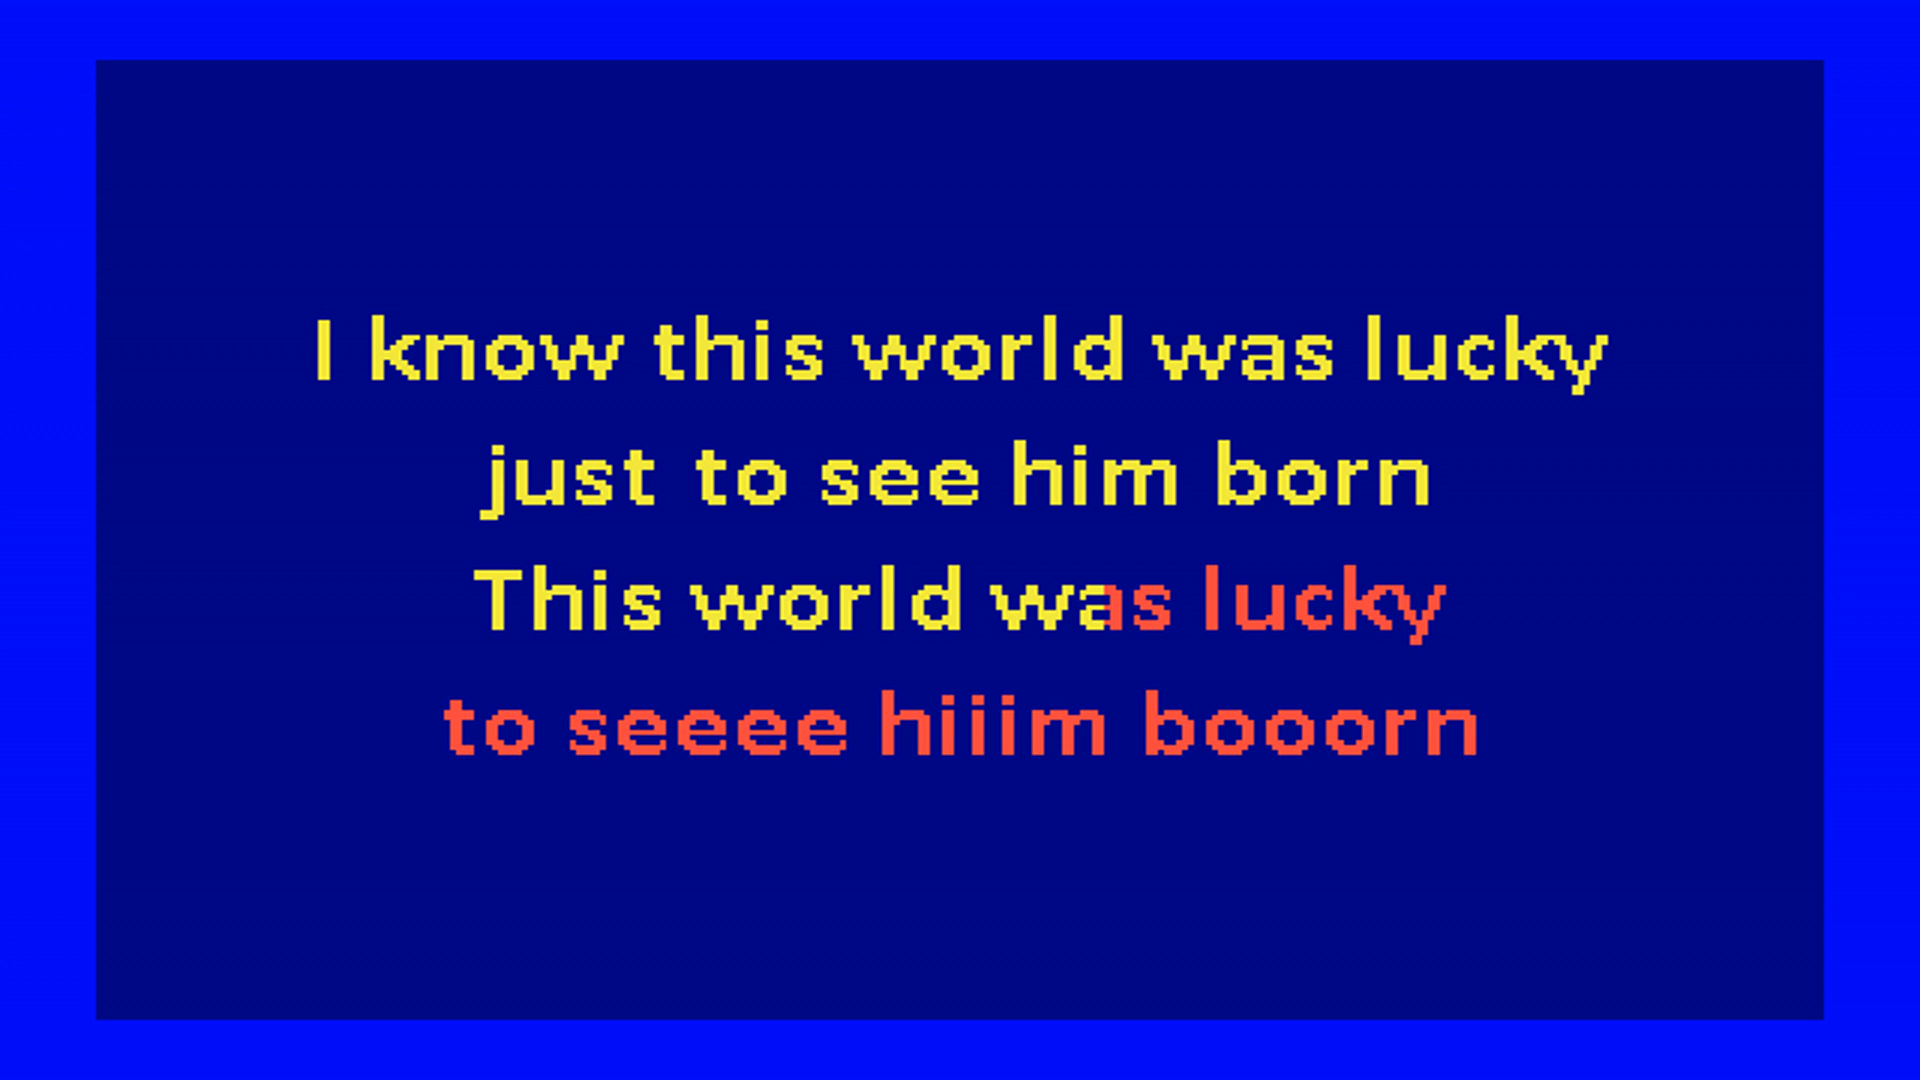 I know this world was lucky
just to see him born
This world was lucky
to seeee hiiim booorn